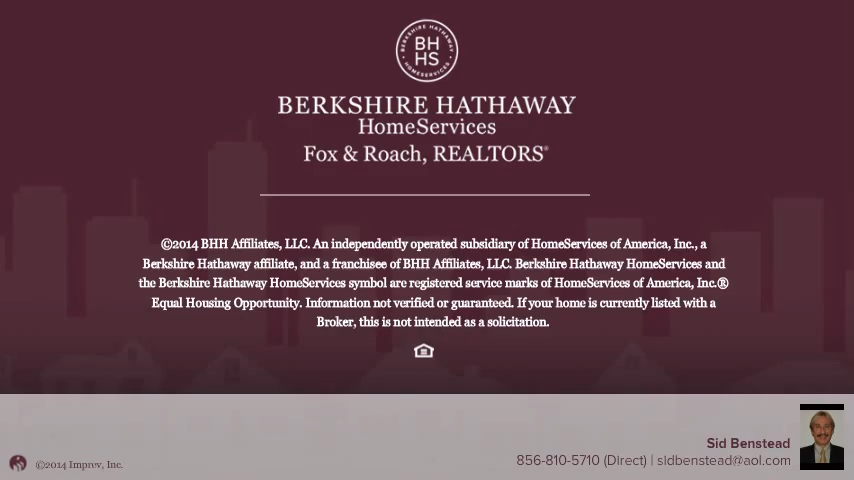 BERKSHIRE HATHAWAY
BH
HS
HOMESERVICES
BERKSHIRE HATHAWAY
HomeServices
Fox & Roach, REALTORS®
©2014 BHH Affiliates, LLC. An independently operated subsidiary of HomeServices of America, Inc., a
Berkshire Hathaway affiliate, and a franchisee of BHH Affiliates, LLC. Berkshire Hathaway HomeServices and
the Berkshire Hathaway HomeServices symbol are registered service marks of HomeServices of America, Inc.®
Equal Housing Opportunity. Information not verified or guaranteed. If your home is currently listed with a
Broker, this is not intended as a solicitation.
Sid Benstead
856-810-5710 (Direct) | sidbenstead@aol.com
©2014 Imprev, Inc.